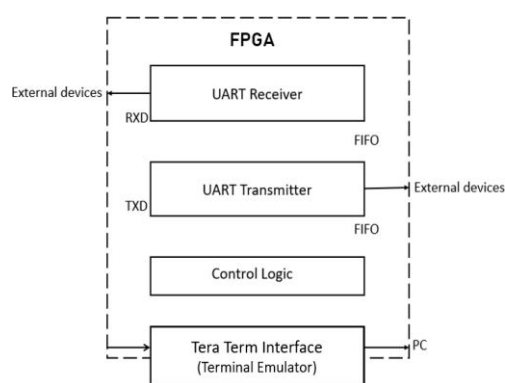 FPGA
External devices
UART Receiver
RXD
FIFO
UART Transmitter
External devices
TXD
FIFO
Control Logic
Tera Term Interface
(Terminal Emulator)
PC